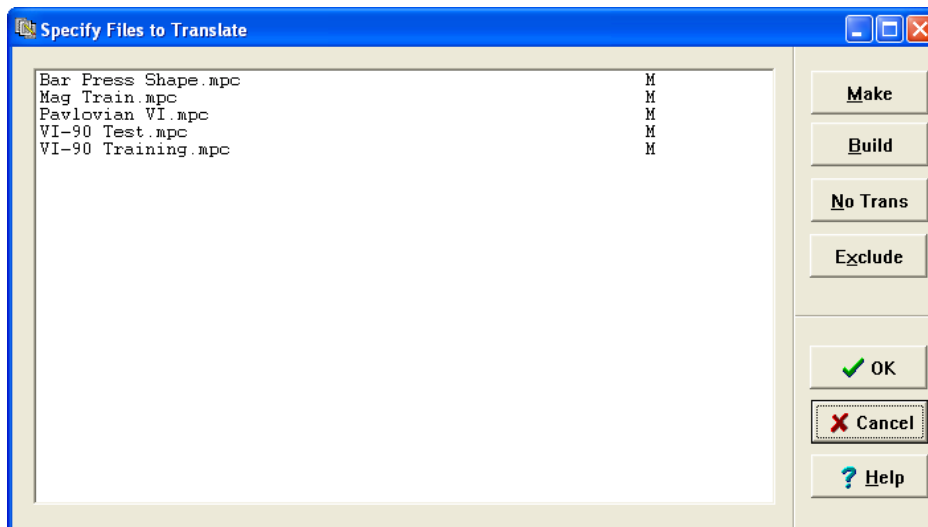 Specify Files to Translate
Bar Press Shape.mpc M
Mag Train.mpc M
Pavlovian VI.mpc M
VI-90 Test.mpc M
VI-90 Training.mpc M
Make
Build
No Trans
Exclude
OK
Cancel
? Help